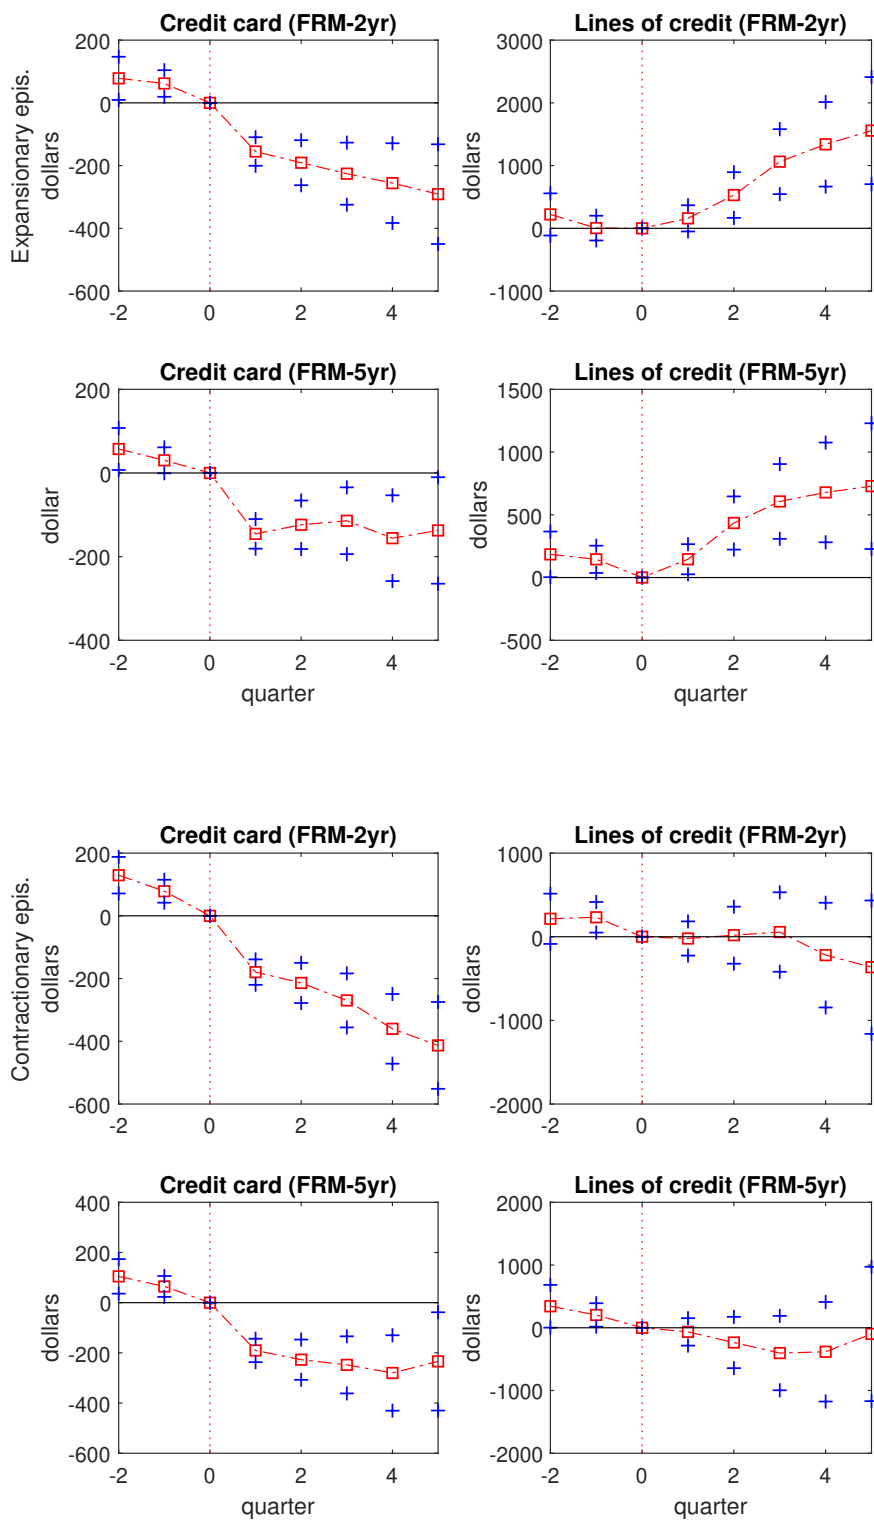 Credit card (FRM-2yr)
200
0
-200
-400
-600
-2 0 2 4
Expansionary epis.
dollars
Lines of credit (FRM-2yr)
3000
2000
1000
0
-1000
-2 0 2 4
dollars
Credit card (FRM-5yr)
200
0
-200
-400
-2 0 2 4
dollar
quarter
Lines of credit (FRM-5yr)
1500
1000
500
0
-500
-2 0 2 4
dollars
quarter
Credit card (FRM-2yr)
200
0
-200
-400
-600
-2 0 2 4
Contractionary epis.
dollars
Lines of credit (FRM-2yr)
1000
0
-1000
-2000
-2 0 2 4
dollars
Credit card (FRM-5yr)
400
200
0
-200
-400
-600
-2 0 2 4
dollars
quarter
Lines of credit (FRM-5yr)
2000
1000
0
-1000
-2000
-2 0 2 4
dollars
quarter